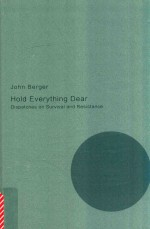 John Berger
Hold Everything Dear
Dispatches on Survival and Resistance